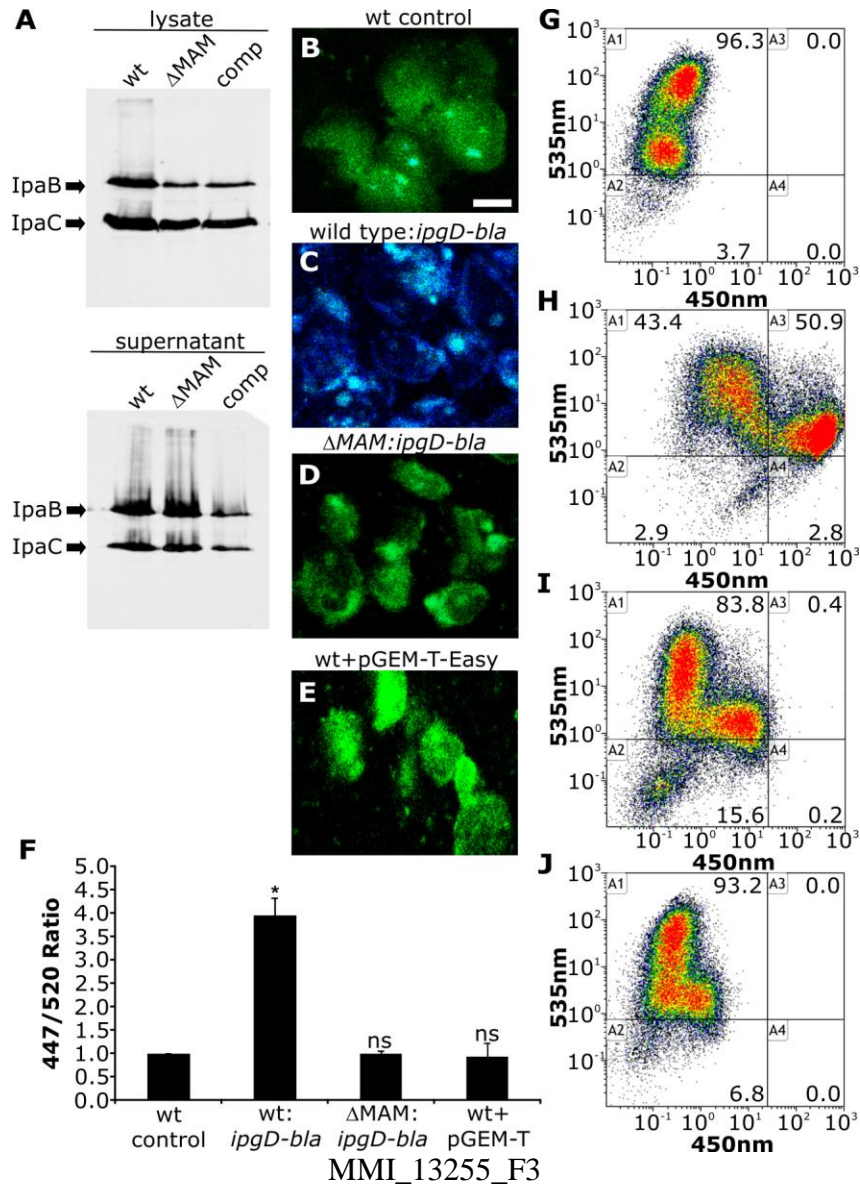 A
lysate
wt
ΔMAM
comp
IpaB
IpaC
supernatant
wt
ΔMAM
comp
IpaB
IpaC
wt control
B
wild type:ipgD-bla
C
ΔMAM:ipgD-bla
D
wt+pGEM-T-Easy
E
F
447/520 Ratio
5.0
4.5
4.0
3.5
3.0
2.5
2.0
1.5
1.0
0.5
0.0
*
ns
ns
wt
control
wt:
ipgD-bla
ΔMAM:
ipgD-bla
wt+
pGEM-T
G
535nm
10³
10²
10¹
10⁰
10⁻¹
A1
96.3
A3
0.0
A2
3.7
A4
0.0
10⁻¹ 10⁰ 10¹ 10² 10³
450nm
H
535nm
10³
10²
10¹
10⁰
10⁻¹
A1
43.4
A3
50.9
A2
2.9
A4
2.8
10⁻¹ 10⁰ 10¹ 10² 10³
450nm
I
535nm
10³
10²
10¹
10⁰
10⁻¹
A1
83.8
A3
0.4
A2
15.6
A4
0.2
10⁻¹ 10⁰ 10¹ 10² 10³
450nm
J
535nm
10³
10²
10¹
10⁰
10⁻¹
A1
93.2
A3
0.0
A2
6.8
A4
0.0
10⁻¹ 10⁰ 10¹ 10² 10³
450nm
MMI_13255_F3